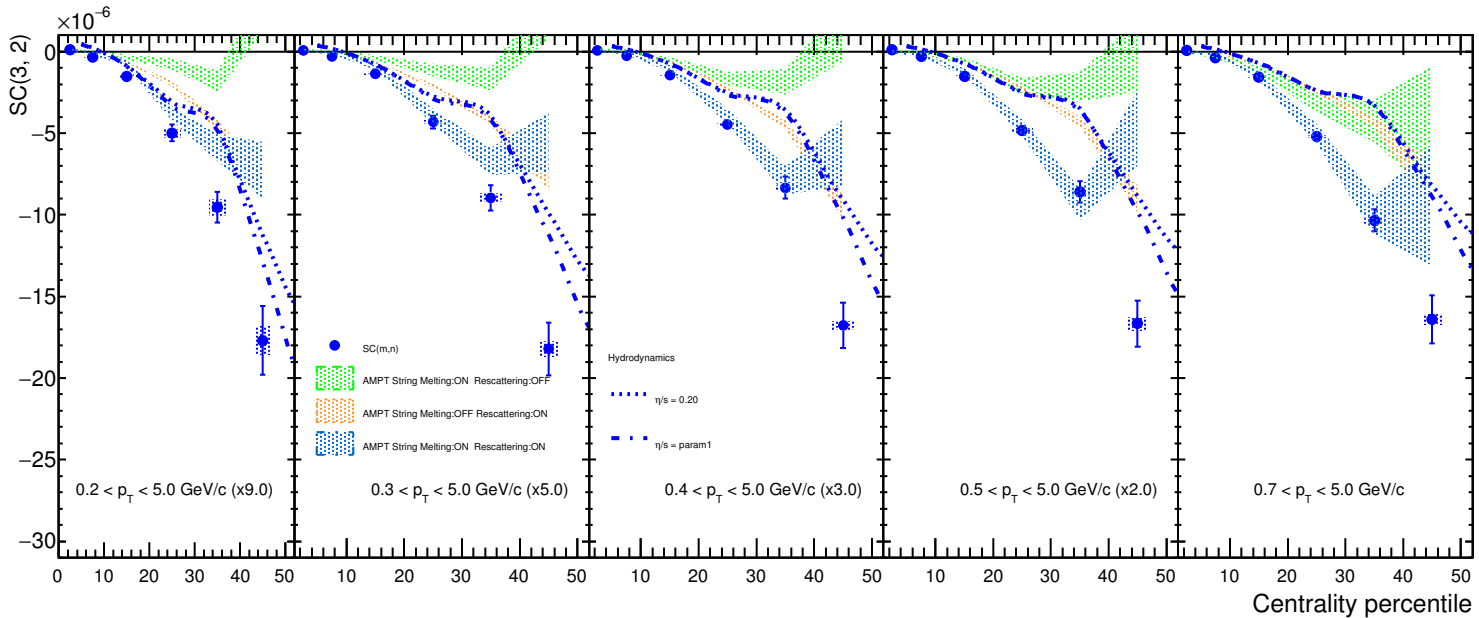 ×10⁻⁶
SC(3, 2)
0
−5
−10
−15
−20
−25
−30
SC(m,n)
AMPT String Melting:ON Rescattering:OFF
AMPT String Melting:OFF Rescattering:ON
AMPT String Melting:ON Rescattering:ON
Hydrodynamics
η/s = 0.20
η/s = param1
0.2 < p_T < 5.0 GeV/c (x9.0)
0.3 < p_T < 5.0 GeV/c (x5.0)
0.4 < p_T < 5.0 GeV/c (x3.0)
0.5 < p_T < 5.0 GeV/c (x2.0)
0.7 < p_T < 5.0 GeV/c
0 10 20 30 40 50
10 20 30 40 50
10 20 30 40 50
10 20 30 40 50
10 20 30 40 50
Centrality percentile